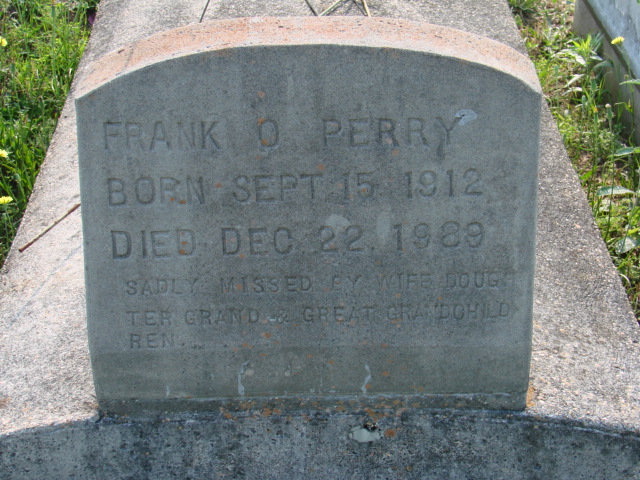 FRANK O PERRY
BORN SEPT 15 1912
DIED DEC 22 1989
SADLY MISSED BY WIFE DOUGH
TER GRAND & GREAT GRANDCHILD
REN